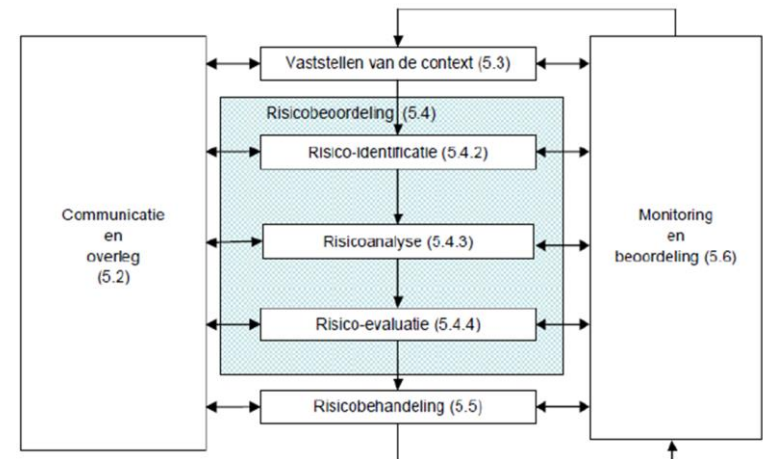 Vaststellen van de context (5.3)
Risicobeoordeling (5.4)
Risico-identificatie (5.4.2)
Communicatie
en
overleg
(5.2)
Risicoanalyse (5.4.3)
Monitoring
en
beoordeling (5.6)
Risico-evaluatie (5.4.4)
Risicobehandeling (5.5)